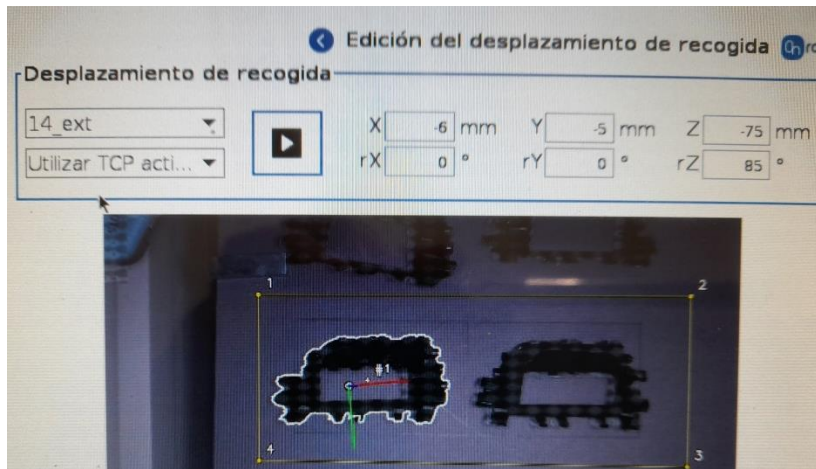 Edición del desplazamiento de recogida On
Desplazamiento de recogida
14_ext
X -6 mm Y -5 mm Z -75 mm
Utilizar TCP acti...
rX 0 ° rY 0 ° rZ 85 °
1
2
#1
4
3